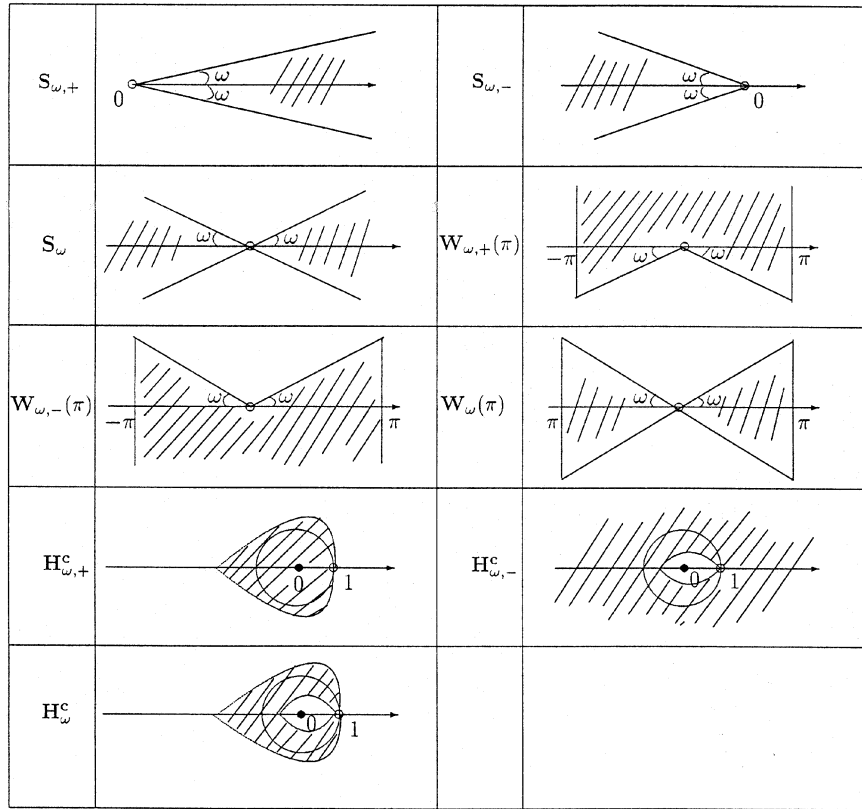 S_{ω,+} 0 ω ω S_{ω,-} ω ω 0
S_ω ω ω W_{ω,+}(π) -π ω ω π
W_{ω,-}(π) -π ω ω π W_ω(π) π ω ω π
H^c_{ω,+} 0 1 H^c_{ω,-} 0 1
H^c_ω 0 1